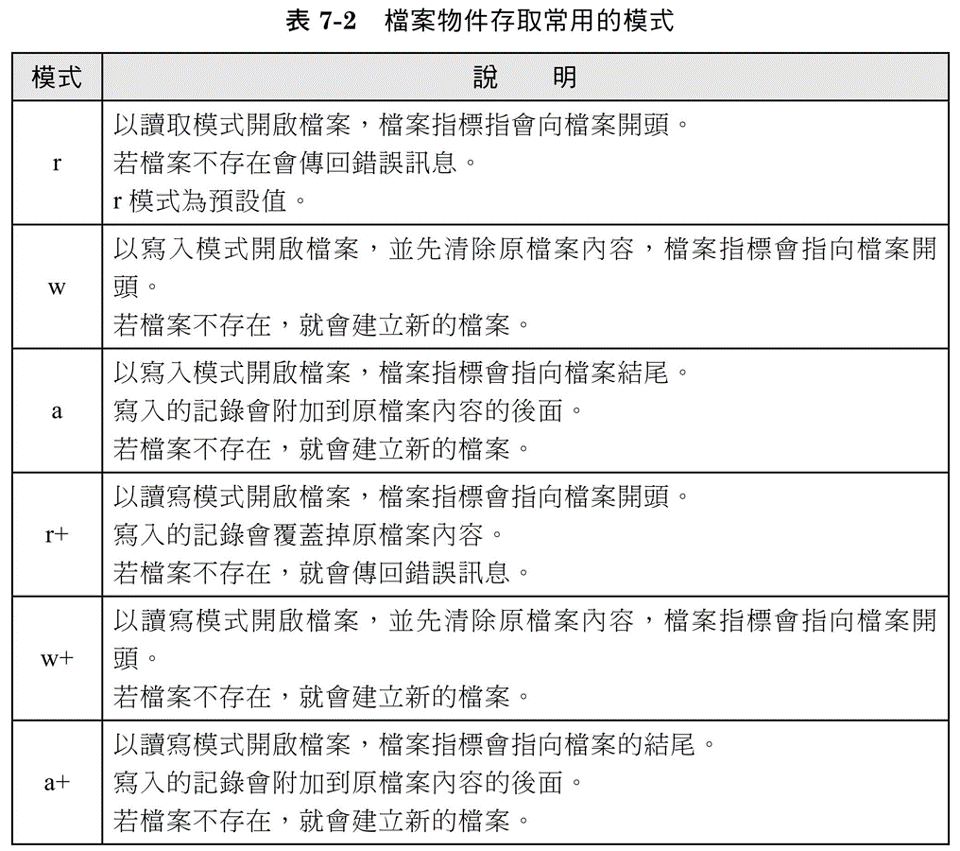 表 7-2 檔案物件存取常用的模式
模式 說 明
r
以讀取模式開啟檔案，檔案指標指會向檔案開頭。
若檔案不存在會傳回錯誤訊息。
r 模式為預設值。
w
以寫入模式開啟檔案，並先清除原檔案內容，檔案指標會指向檔案開
頭。
若檔案不存在，就會建立新的檔案。
a
以寫入模式開啟檔案，檔案指標會指向檔案結尾。
寫入的記錄會附加到原檔案內容的後面。
若檔案不存在，就會建立新的檔案。
r+
以讀寫模式開啟檔案，檔案指標會指向檔案開頭。
寫入的記錄會覆蓋掉原檔案內容。
若檔案不存在，就會傳回錯誤訊息。
w+
以讀寫模式開啟檔案，並先清除原檔案內容，檔案指標會指向檔案開
頭。
若檔案不存在，就會建立新的檔案。
a+
以讀寫模式開啟檔案，檔案指標會指向檔案的結尾。
寫入的記錄會附加到原檔案內容的後面。
若檔案不存在，就會建立新的檔案。